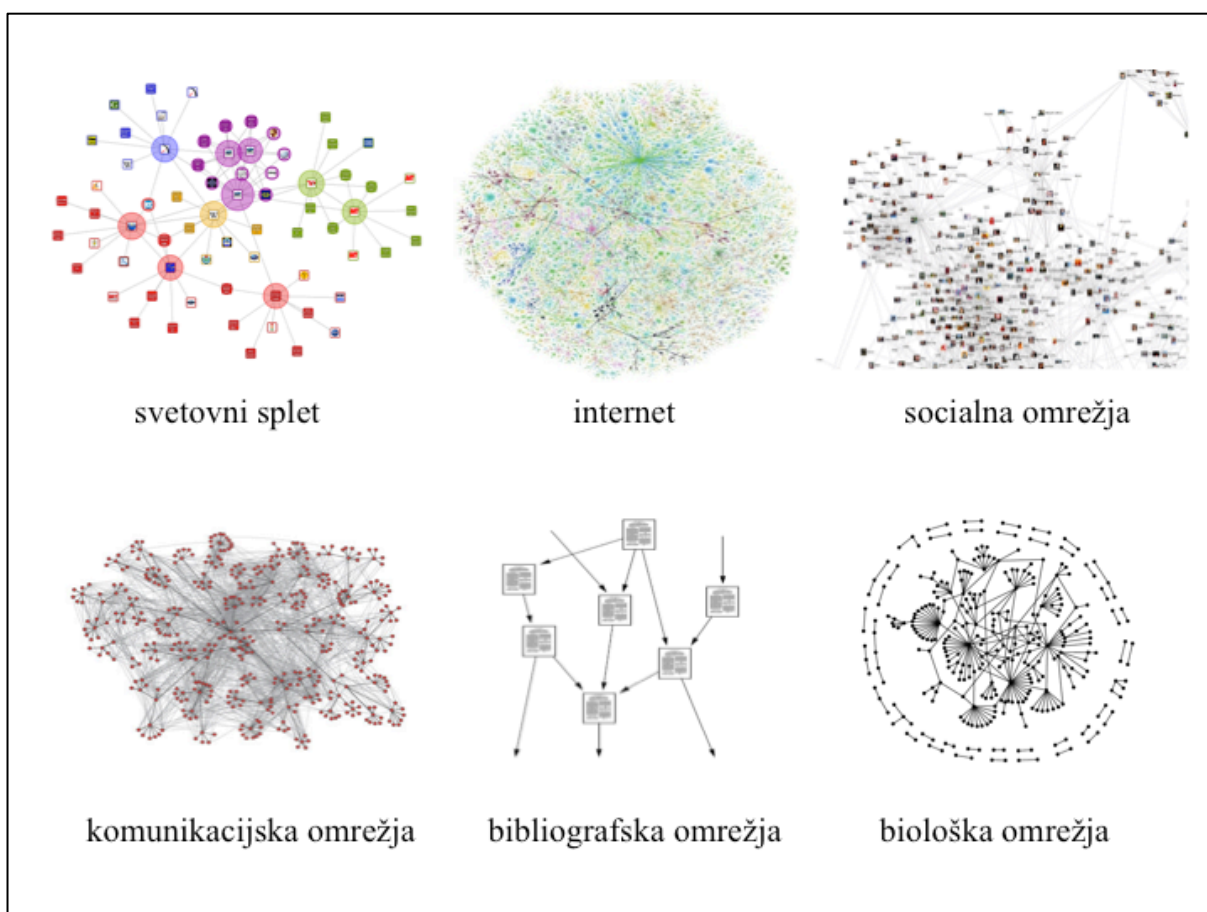 svetovni splet
internet
socialna omrežja
komunikacijska omrežja
bibliografska omrežja
biološka omrežja